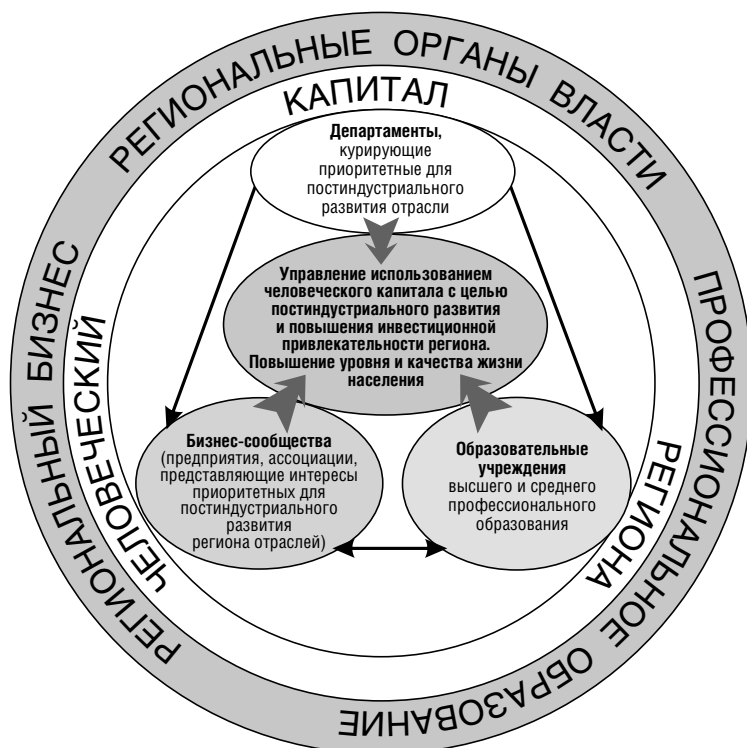 РЕГИОНАЛЬНЫЕ ОРГАНЫ ВЛАСТИ
РЕГИОНАЛЬНЫЙ БИЗНЕС
ПРОФЕССИОНАЛЬНОЕ ОБРАЗОВАНИЕ
ЧЕЛОВЕЧЕСКИЙ
КАПИТАЛ
РЕГИОНА
Департаменты,
курирующие
приоритетные для
постиндустриального
развития отрасли
Управление использованием
человеческого капитала с целью
постиндустриального развития
и повышения инвестиционной
привлекательности региона.
Повышение уровня и качества жизни
населения
Бизнес-сообщества
(предприятия, ассоциации,
представляющие интересы
приоритетных для
постиндустриального
развития
региона отраслей)
Образовательные
учреждения
высшего и среднего
профессионального
образования